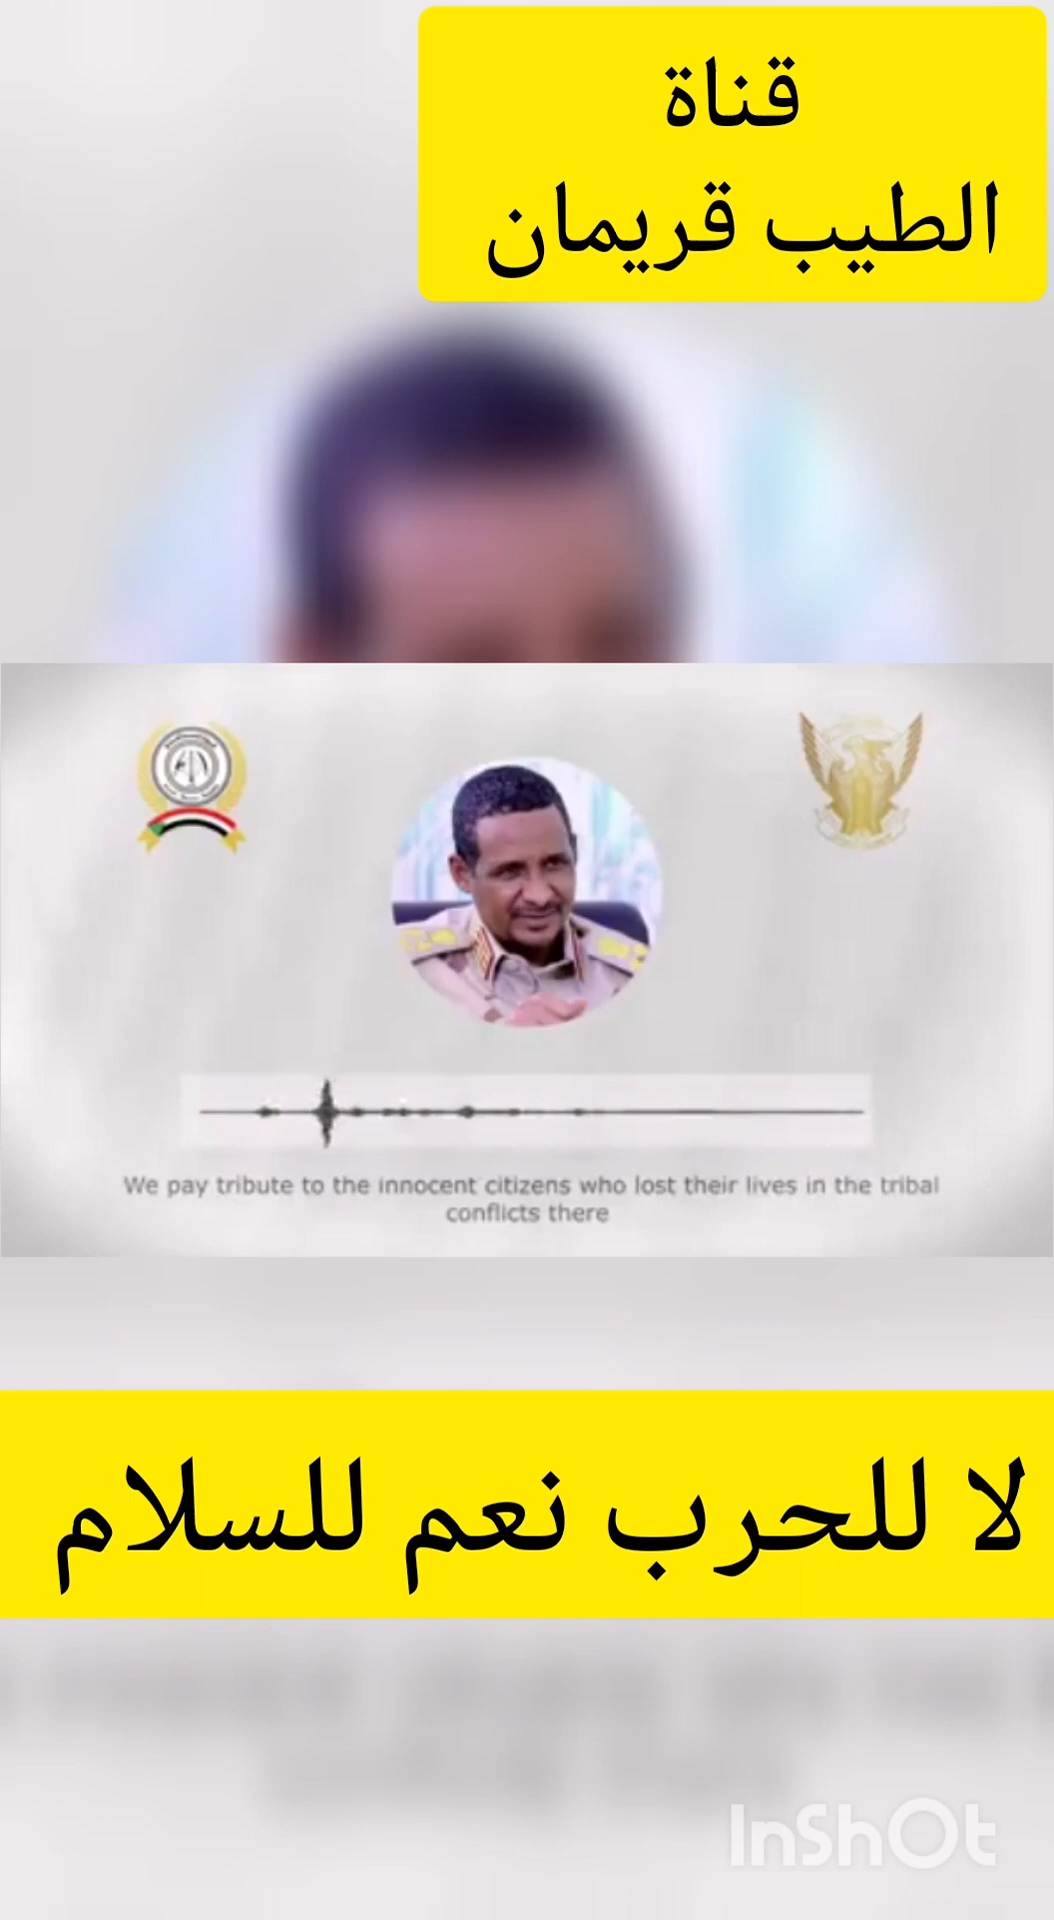 قناة
الطيب قريمان
We pay tribute to the innocent citizens who lost their lives in the tribal
conflicts there
لا للحرب نعم للسلام
InShOt